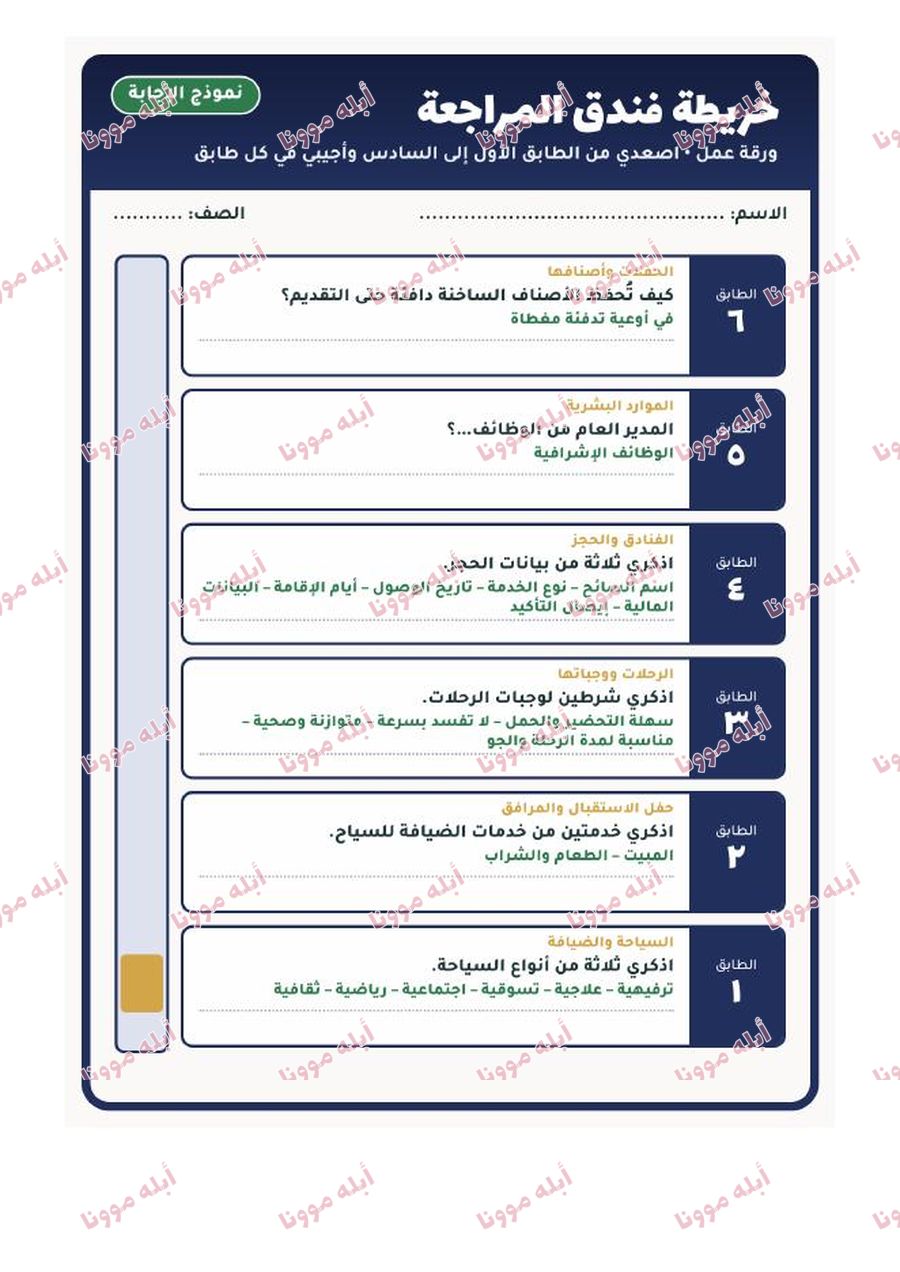 نموذج الإجابة
خريطة فندق المراجعة
ورقة عمل • اصعدي من الطابق الأول إلى السادس وأجيبي في كل طابق
الاسم: ................................................ الصف: ...........
الطابق
٦
الحفلات وأصنافها
كيف تُحفظ الأصناف الساخنة دافئة حتى التقديم؟
في أوعية تدفئة مغطاة
الطابق
٥
الموارد البشرية
المدير العام من الوظائف...؟
الوظائف الإشرافية
الطابق
٤
الفنادق والحجز
اذكري ثلاثة من بيانات الحجز.
اسم السائح – نوع الخدمة – تاريخ الوصول – أيام الإقامة – البيانات
المالية – إيصال التأكيد
الطابق
٣
الرحلات ووجباتها
اذكري شرطين لوجبات الرحلات.
سهلة التحضير والحمل – لا تفسد بسرعة – متوازنة وصحية –
مناسبة لمدة الرحلة والجو
الطابق
٢
حفل الاستقبال والمرافق
اذكري خدمتين من خدمات الضيافة للسياح.
المبيت – الطعام والشراب
الطابق
١
السياحة والضيافة
اذكري ثلاثة من أنواع السياحة.
ترفيهية – علاجية – تسوقية – اجتماعية – رياضية – ثقافية
أبله موونا